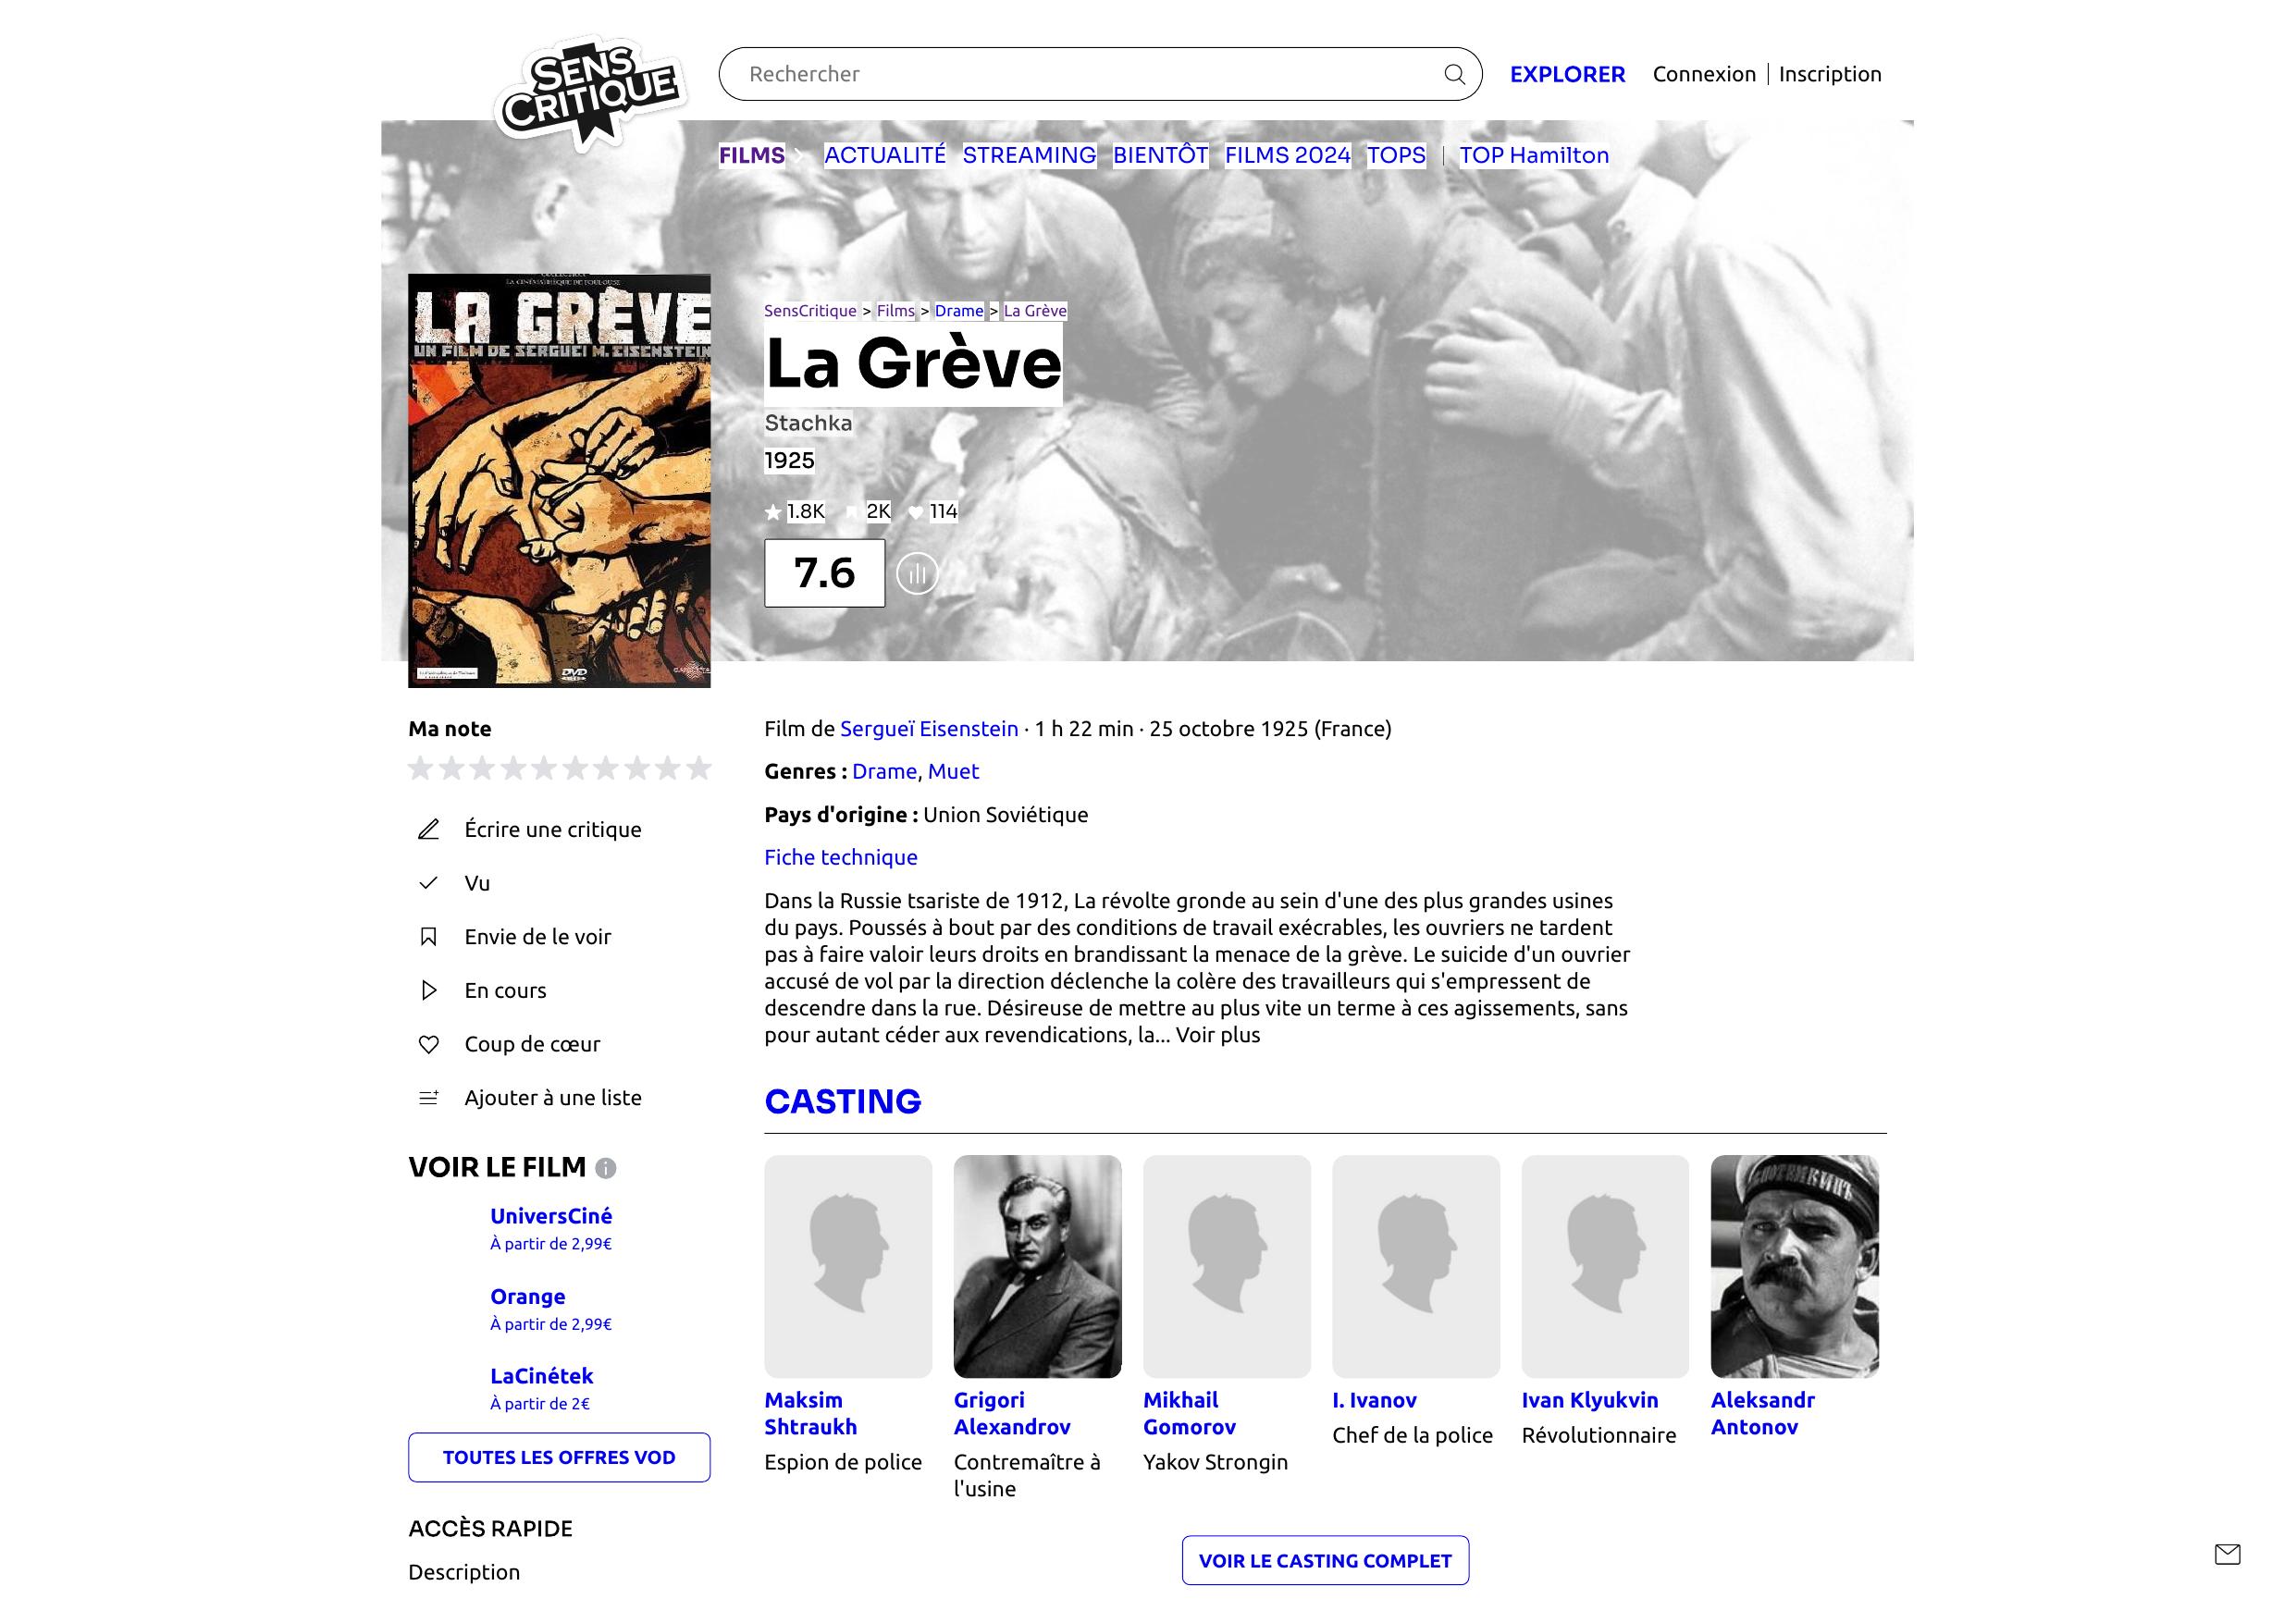 SENS
CRITIQUE
Rechercher
EXPLORER
Connexion
Inscription
FILMS
ACTUALITÉ
STREAMING
BIENTÔT
FILMS 2024
TOPS
TOP Hamilton
LA CINÉMATHÈQUE DE TOULOUSE
LA GRÈVE
UN FILM DE SERGUEI M. EISENSTEIN
DVD
SensCritique > Films > Drame > La Grève
La Grève
Stachka
1925
1.8K 2K 114
7.6
Ma note
Écrire une critique
Vu
Envie de le voir
En cours
Coup de cœur
Ajouter à une liste
VOIR LE FILM
UniversCiné
À partir de 2,99€
Orange
À partir de 2,99€
LaCinétek
À partir de 2€
TOUTES LES OFFRES VOD
ACCÈS RAPIDE
Description
Film de Sergueï Eisenstein · 1 h 22 min · 25 octobre 1925 (France)
Genres : Drame, Muet
Pays d'origine : Union Soviétique
Fiche technique
Dans la Russie tsariste de 1912, La révolte gronde au sein d'une des plus grandes usines
du pays. Poussés à bout par des conditions de travail exécrables, les ouvriers ne tardent
pas à faire valoir leurs droits en brandissant la menace de la grève. Le suicide d'un ouvrier
accusé de vol par la direction déclenche la colère des travailleurs qui s'empressent de
descendre dans la rue. Désireuse de mettre au plus vite un terme à ces agissements, sans
pour autant céder aux revendications, la... Voir plus
CASTING
Maksim
Shtraukh
Espion de police
Grigori
Alexandrov
Contremaître à
l'usine
Mikhail
Gomorov
Yakov Strongin
I. Ivanov
Chef de la police
Ivan Klyukvin
Révolutionnaire
Aleksandr
Antonov
VOIR LE CASTING COMPLET